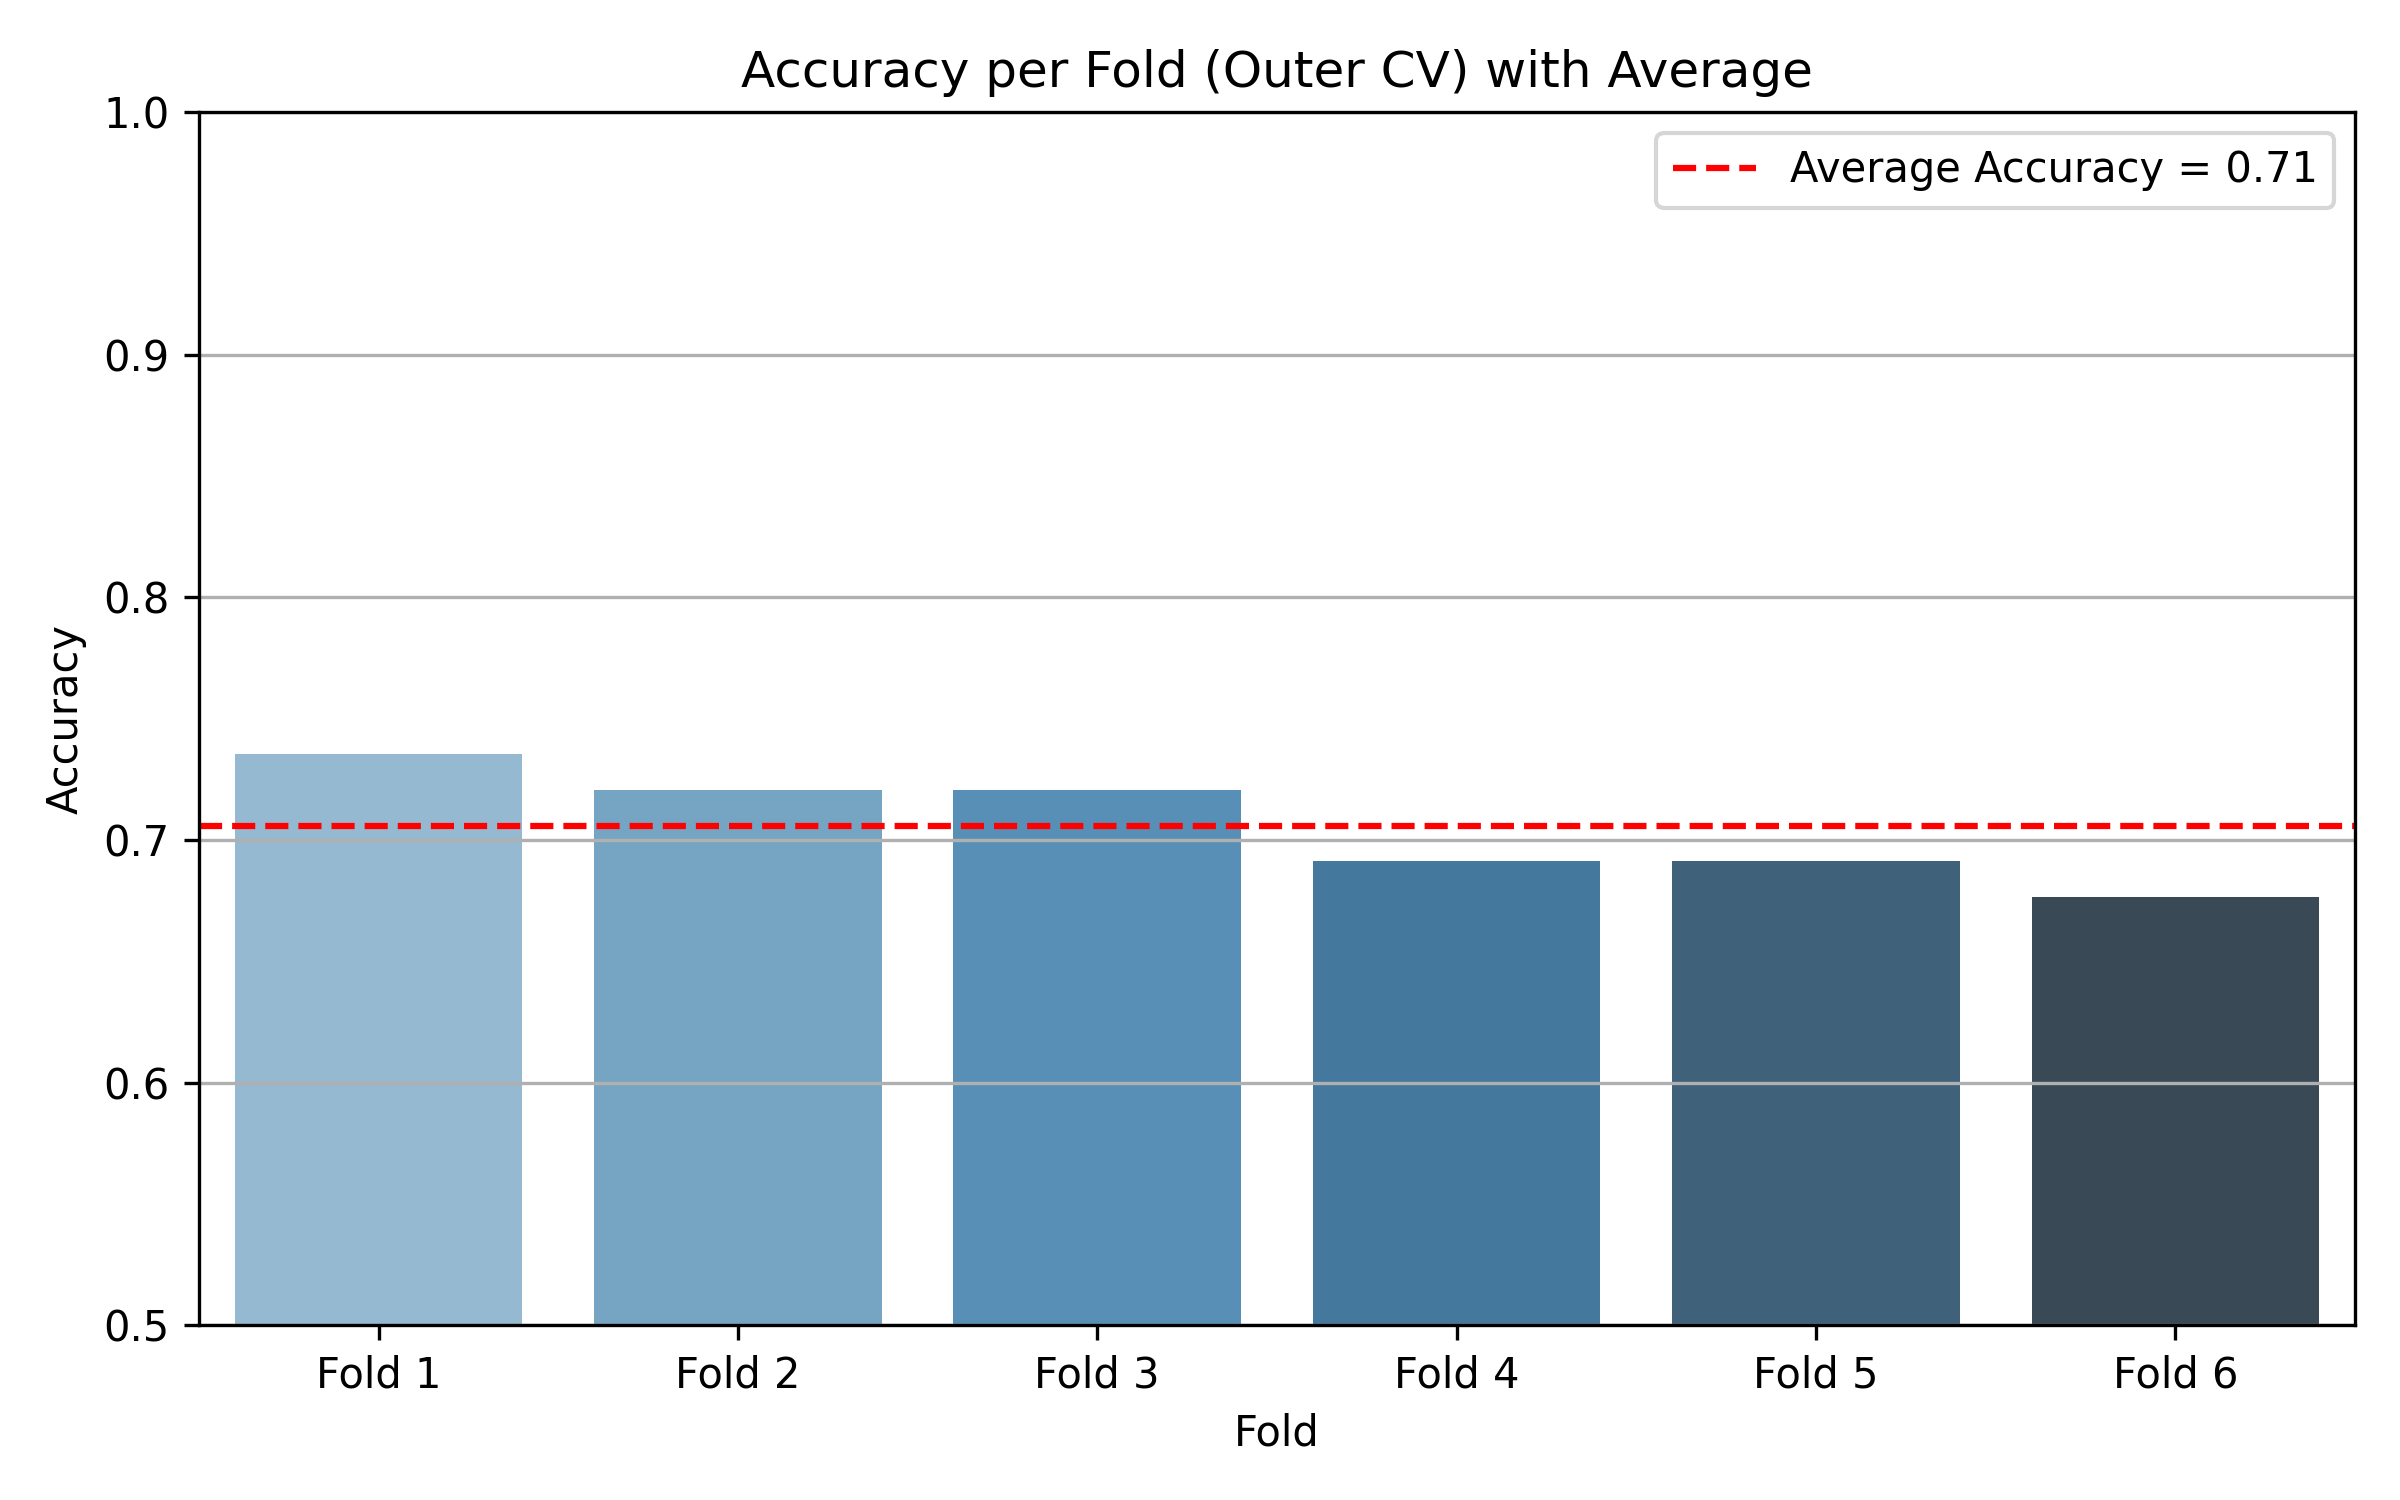 Accuracy per Fold (Outer CV) with Average
Average Accuracy = 0.71
Accuracy
1.0
0.9
0.8
0.7
0.6
0.5
Fold 1 Fold 2 Fold 3 Fold 4 Fold 5 Fold 6
Fold